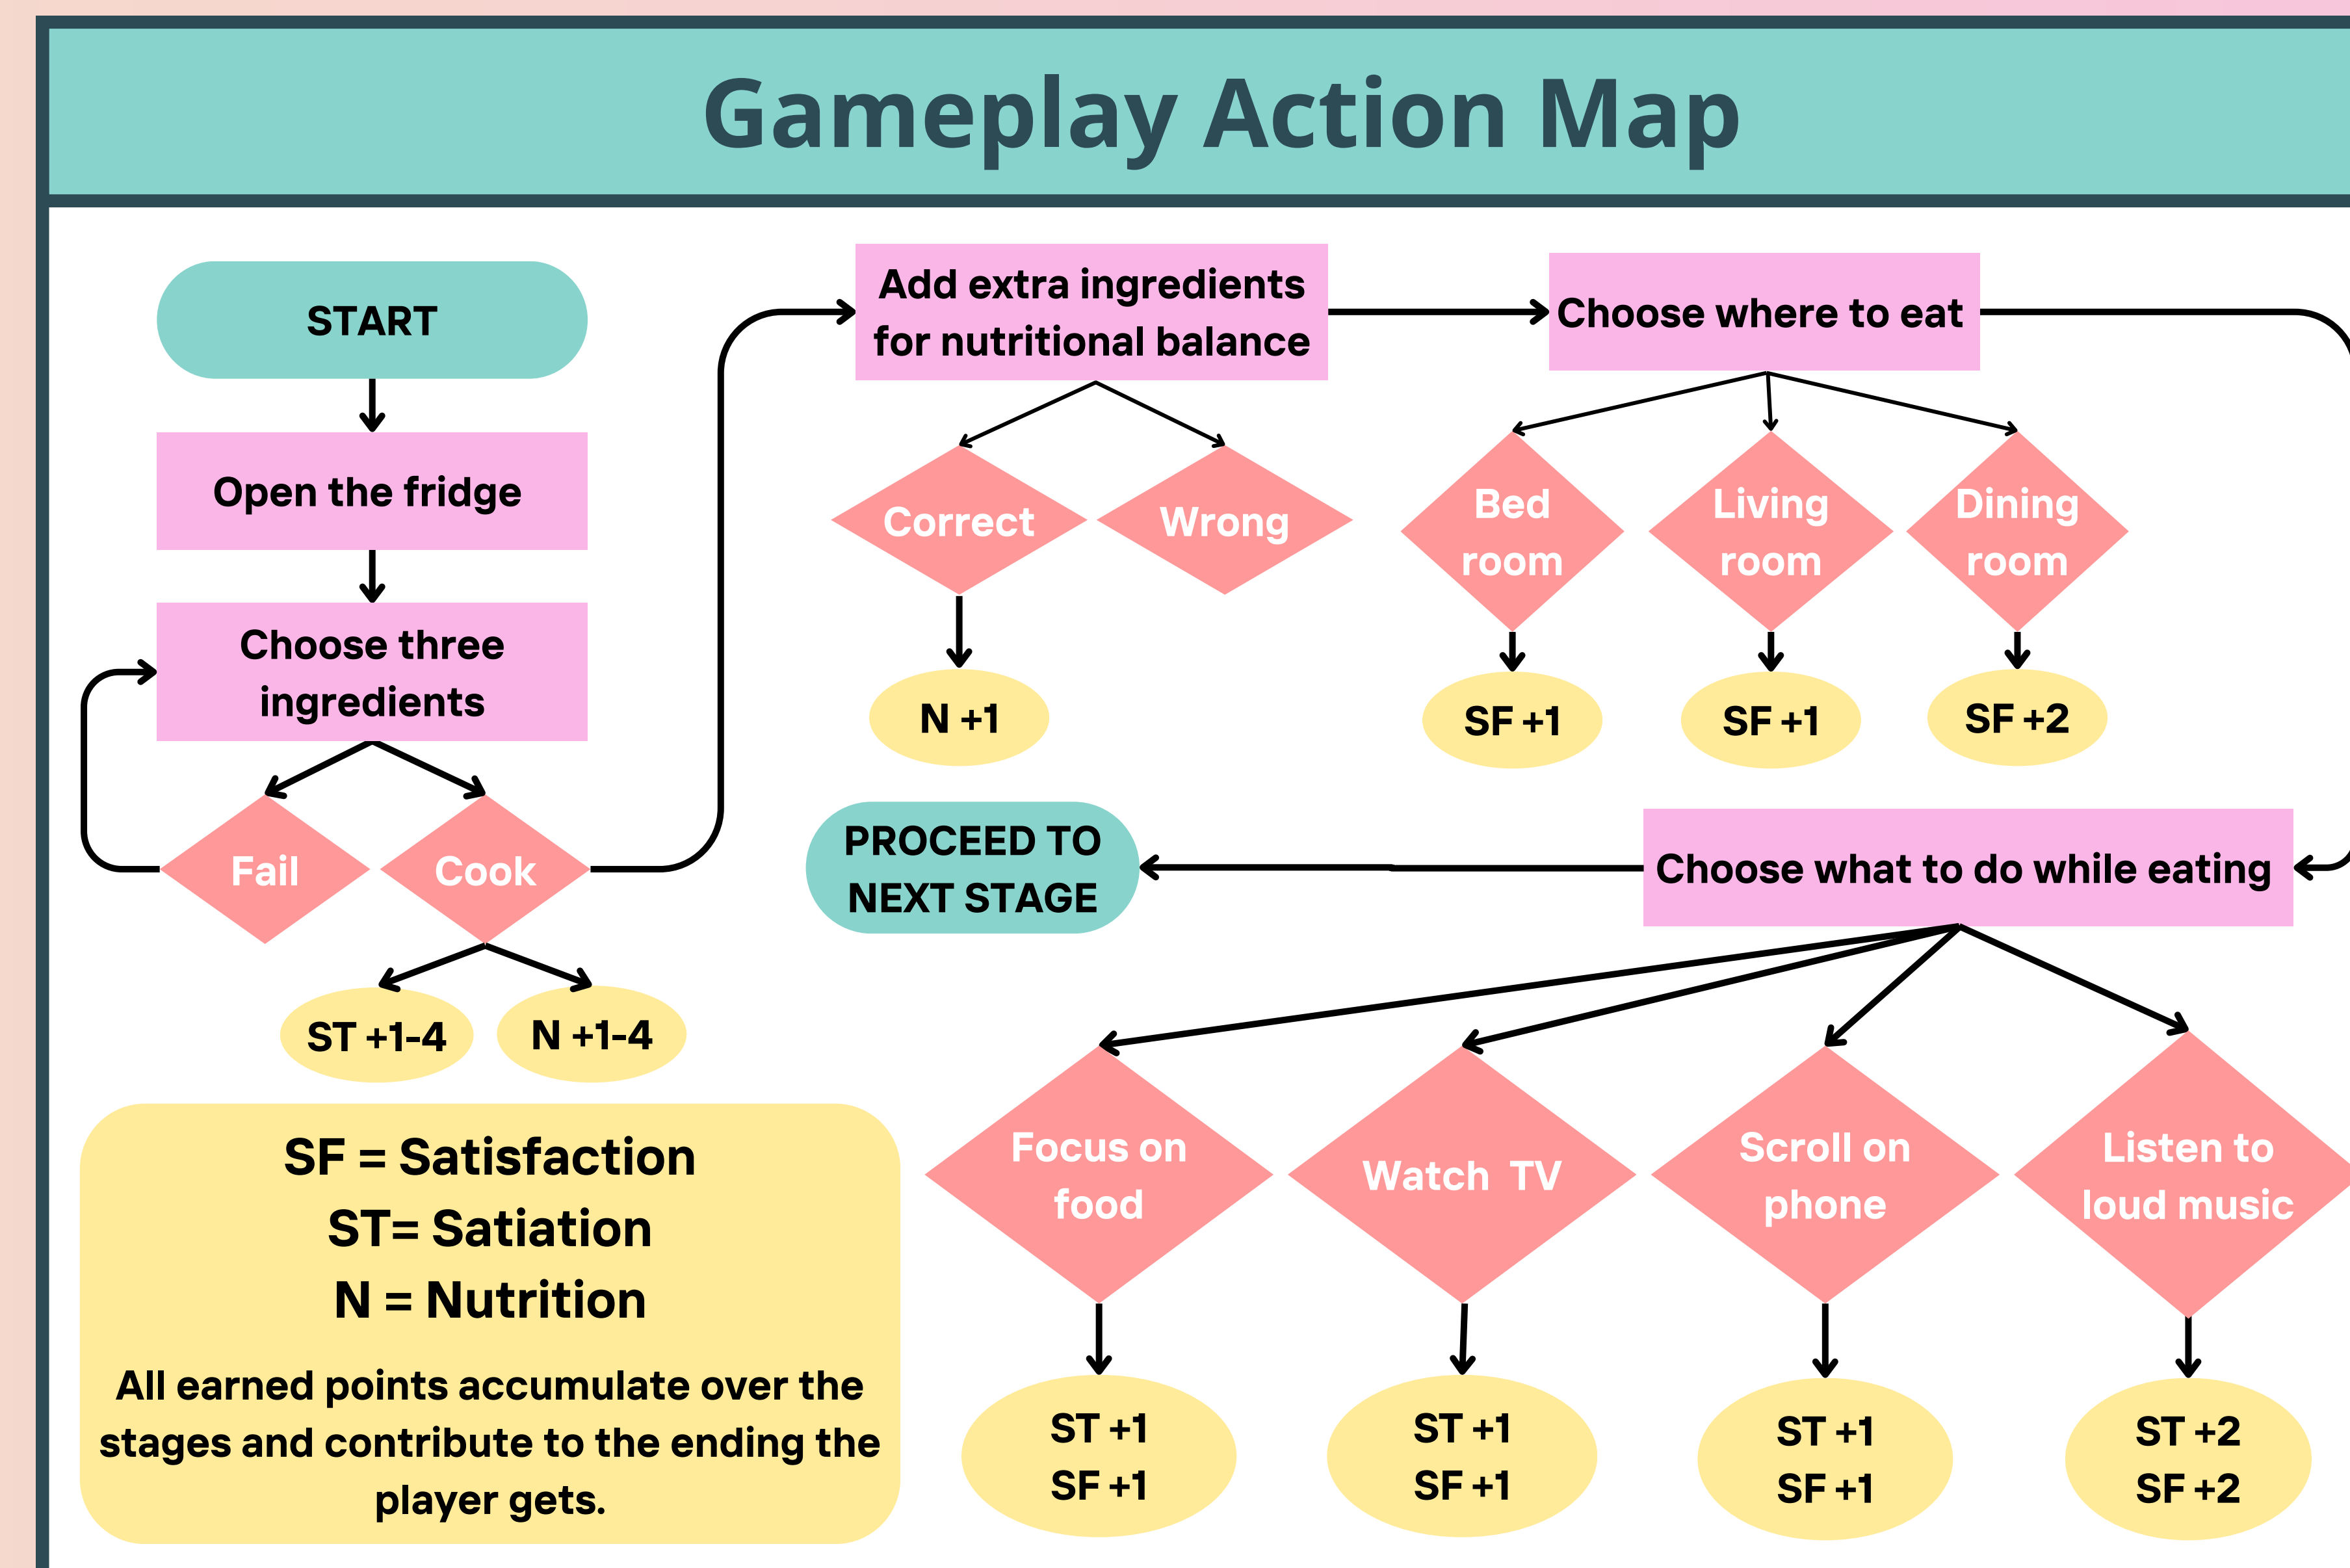 Gameplay Action Map
START
Open the fridge
Choose three
ingredients
Fail
Cook
ST +1-4
N +1-4
Add extra ingredients
for nutritional balance
Correct
Wrong
N +1
Choose where to eat
Bed
room
Living
room
Dining
room
SF +1
SF +1
SF +2
Choose what to do while eating
PROCEED TO
NEXT STAGE
Focus on
food
Watch  TV
Scroll on
phone
Listen to
loud music
ST +1
SF +1
ST +1
SF +1
ST +1
SF +1
ST +2
SF +2
SF = Satisfaction
ST= Satiation
N = Nutrition
All earned points accumulate over the
stages and contribute to the ending the
player gets.